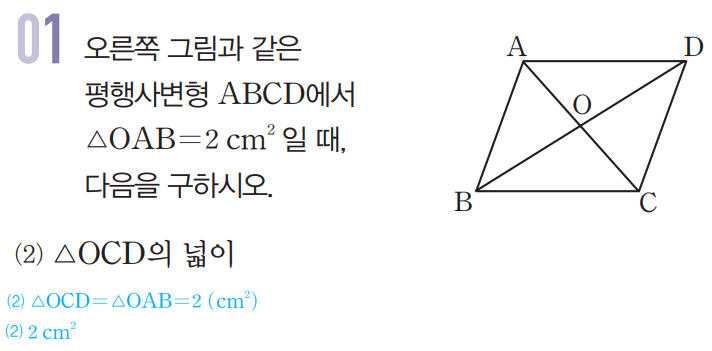 01
오른쪽 그림과 같은
평행사변형 ABCD에서
△OAB=2 cm² 일 때,
다음을 구하시오.
A
D
O
B
C
(2) △OCD의 넓이
(2) △OCD=△OAB=2 (cm²)
(2) 2 cm²